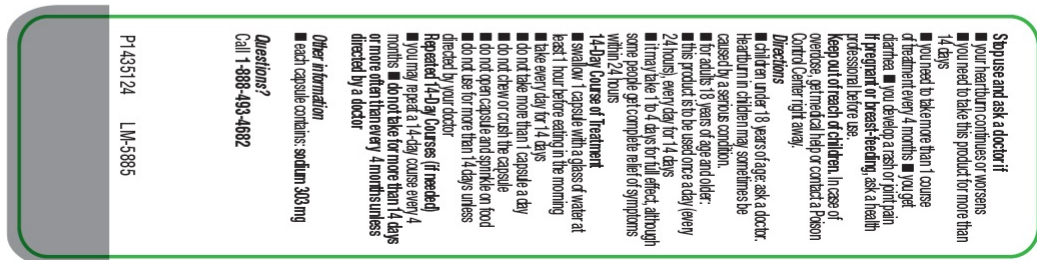 Stop use and ask a doctor if
■ your heartburn continues or worsens
■ you need to take this product for more than
14 days
■ you need to take more than 1 course
of treatment every 4 months ■ you get
diarrhea ■ you develop a rash or joint pain
If pregnant or breast-feeding, ask a health
professional before use.
Keep out of reach of children. In case of
overdose, get medical help or contact a Poison
Control Center right away.
Directions
■ children under 18 years of age: ask a doctor.
Heartburn in children may sometimes be
caused by a serious condition.
■ for adults 18 years of age and older:
■ this product is to be used once a day (every
24 hours), every day for 14 days
■ it may take 1 to 4 days for full effect, although
some people get complete relief of symptoms
within 24 hours
14-Day Course of Treatment
■ swallow 1 capsule with a glass of water at
least 1 hour before eating in the morning
■ take every day for 14 days
■ do not take more than 1 capsule a day
■ do not chew or crush the capsule
■ do not open capsule and sprinkle on food
■ do not use for more than 14 days unless
directed by your doctor
Repeated 14-Day Courses (if needed)
■ you may repeat a 14-day course every 4
months ■ do not take for more than 14 days
or more often than every 4 months unless
directed by a doctor
Other information
■ each capsule contains: sodium 303 mg
Questions?
Call 1-888-493-4682
P1435124 LM-5885